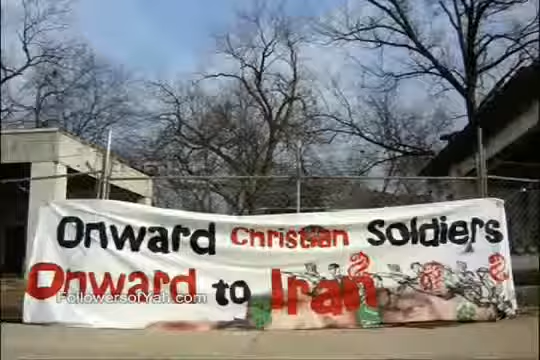 Onward Christian Soldiers
Onward to Iran
FollowersofYah.com